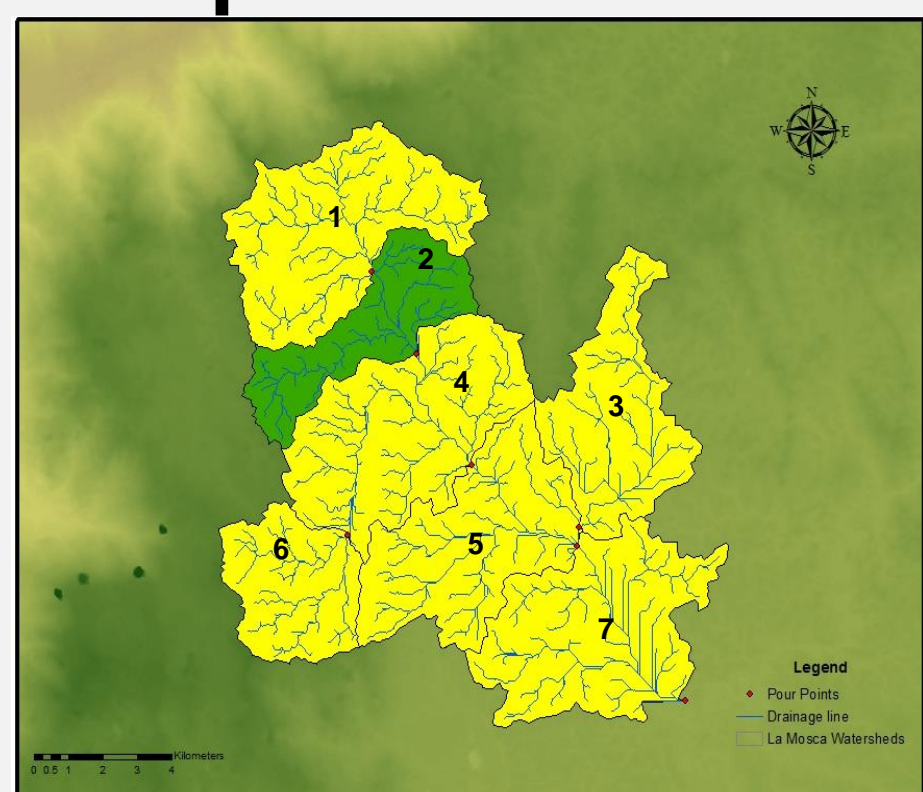 N
W E
S
1
2
3
4
5
6
7
Legend
Pour Points
Drainage line
La Mosca Watersheds
Kilometers
0 0.5 1 2 3 4